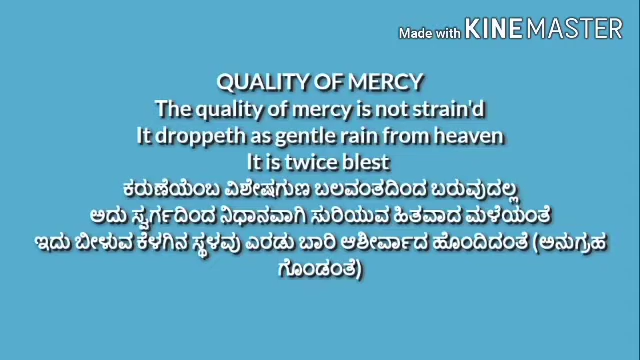 Made with KINEMASTER
QUALITY OF MERCY
The quality of mercy is not strain'd
It droppeth as gentle rain from heaven
It is twice blest
ಕರುಣೆಯೆಂಬ ವಿಶೇಷಗುಣ ಬಲವಂತದಿಂದ ಬರುವುದಲ್ಲ
ಅದು ಸ್ವರ್ಗದಿಂದ ನಿಧಾನವಾಗಿ ಸುರಿಯುವ ಹಿತವಾದ ಮಳೆಯಂತೆ
ಇದು ಬೀಳುವ ಕೆಳಗಿನ ಸ್ಥಳವು ಎರಡು ಬಾರಿ ಆಶೀರ್ವಾದ ಹೊಂದಿದಂತೆ (ಅನುಗ್ರಹ
ಗೊಂಡಂತೆ)